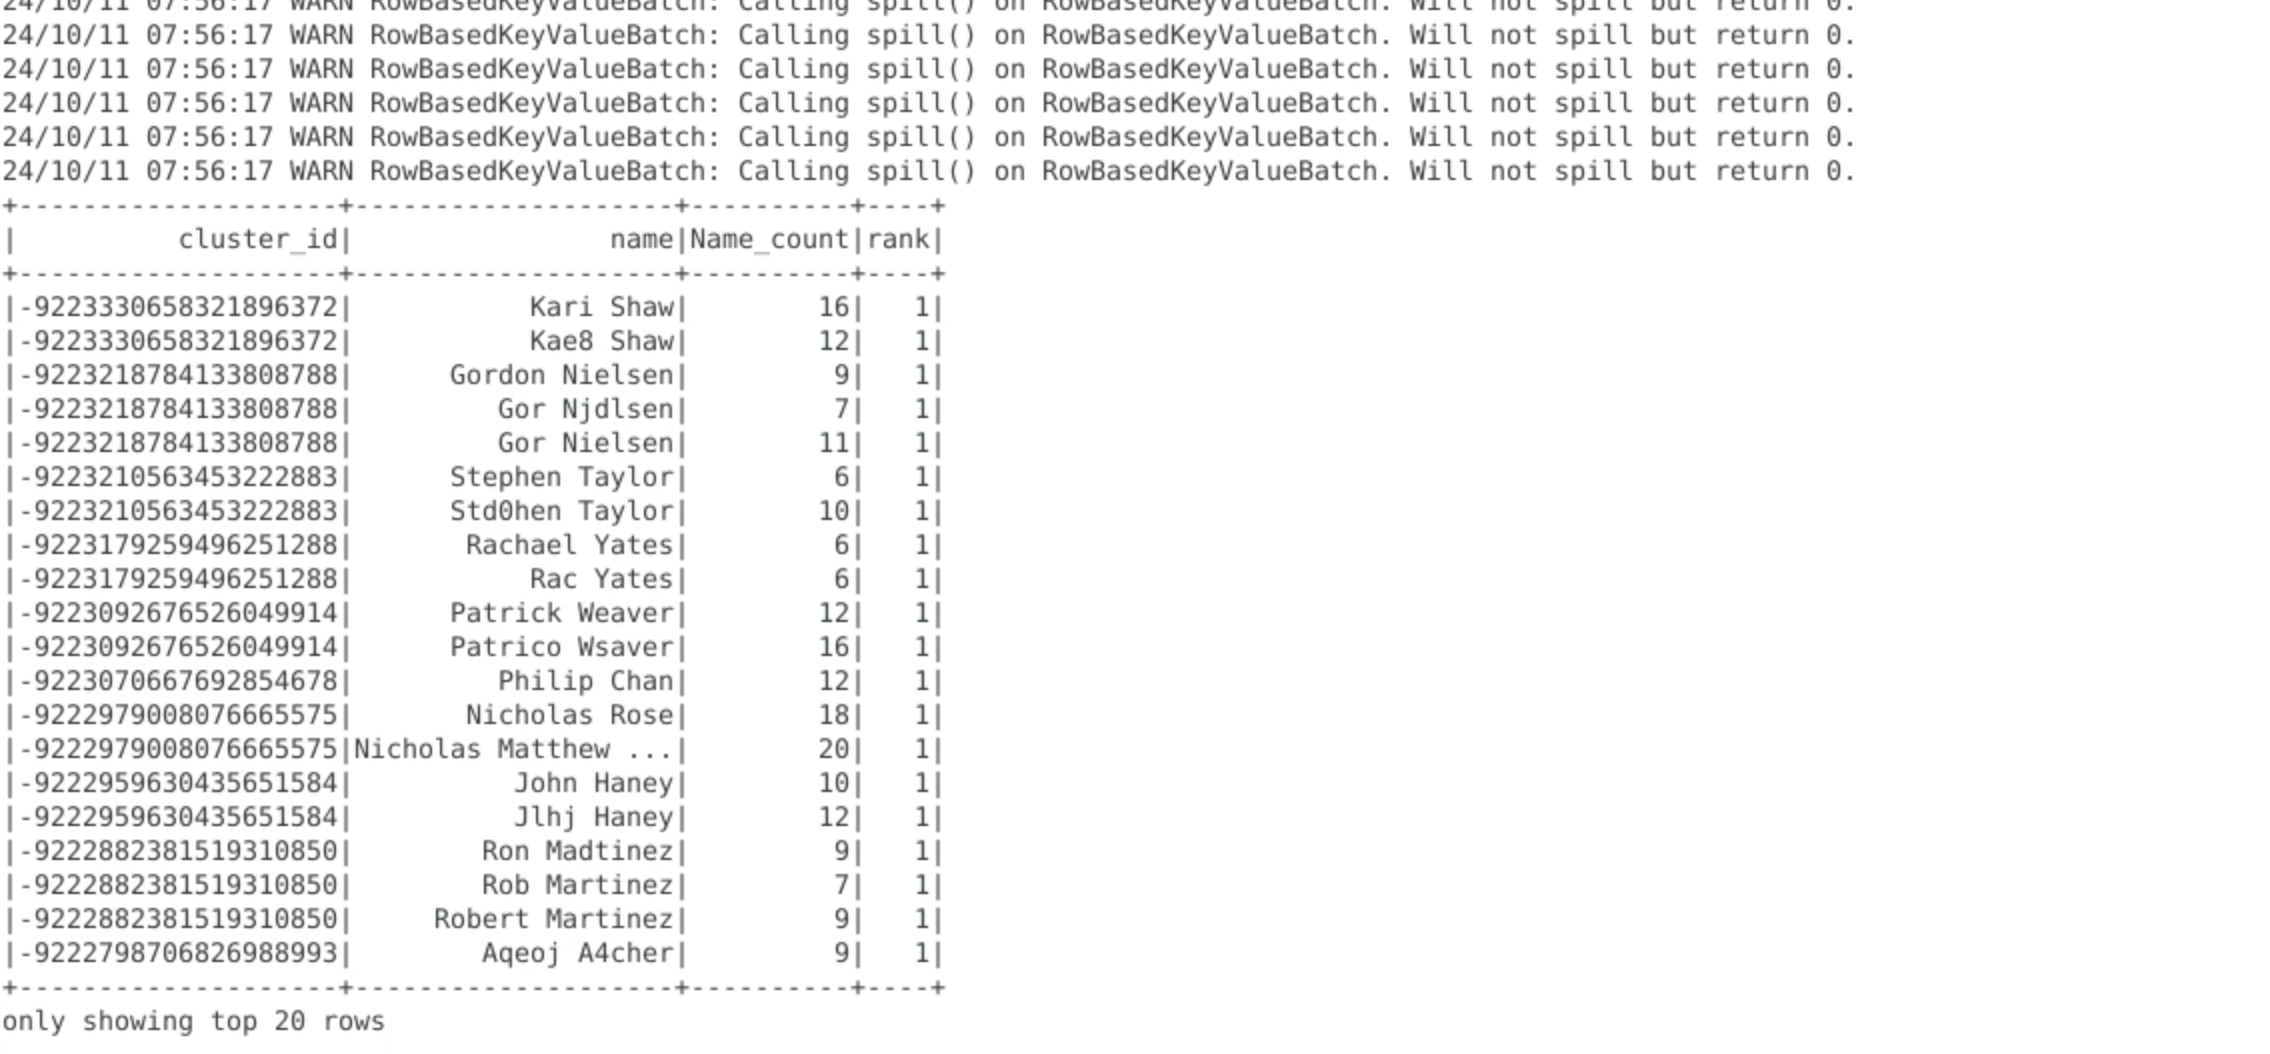 24/10/11 07:56:17 WARN RowBasedKeyValueBatch: Calling spill() on RowBasedKeyValueBatch. Will not spill but return 0.
24/10/11 07:56:17 WARN RowBasedKeyValueBatch: Calling spill() on RowBasedKeyValueBatch. Will not spill but return 0.
24/10/11 07:56:17 WARN RowBasedKeyValueBatch: Calling spill() on RowBasedKeyValueBatch. Will not spill but return 0.
24/10/11 07:56:17 WARN RowBasedKeyValueBatch: Calling spill() on RowBasedKeyValueBatch. Will not spill but return 0.
24/10/11 07:56:17 WARN RowBasedKeyValueBatch: Calling spill() on RowBasedKeyValueBatch. Will not spill but return 0.
24/10/11 07:56:17 WARN RowBasedKeyValueBatch: Calling spill() on RowBasedKeyValueBatch. Will not spill but return 0.
+--------------------+--------------------+----------+----+
|          cluster_id|                name|Name_count|rank|
+--------------------+--------------------+----------+----+
|-9223330658321896372|           Kari Shaw|        16|   1|
|-9223330658321896372|           Kae8 Shaw|        12|   1|
|-9223218784133808788|      Gordon Nielsen|         9|   1|
|-9223218784133808788|         Gor Njdlsen|         7|   1|
|-9223218784133808788|         Gor Nielsen|        11|   1|
|-9223210563453222883|      Stephen Taylor|         6|   1|
|-9223210563453222883|      Std0hen Taylor|        10|   1|
|-9223179259496251288|       Rachael Yates|         6|   1|
|-9223179259496251288|           Rac Yates|         6|   1|
|-9223092676526049914|      Patrick Weaver|        12|   1|
|-9223092676526049914|      Patrico Wsaver|        16|   1|
|-9223070667692854678|         Philip Chan|        12|   1|
|-9222979008076665575|       Nicholas Rose|        18|   1|
|-9222979008076665575|Nicholas Matthew ...|        20|   1|
|-9222959630435651584|          John Haney|        10|   1|
|-9222959630435651584|          Jlhj Haney|        12|   1|
|-9222882381519310850|        Ron Madtinez|         9|   1|
|-9222882381519310850|        Rob Martinez|         7|   1|
|-9222882381519310850|     Robert Martinez|         9|   1|
|-9222798706826988993|        Aqeoj A4cher|         9|   1|
+--------------------+--------------------+----------+----+
only showing top 20 rows